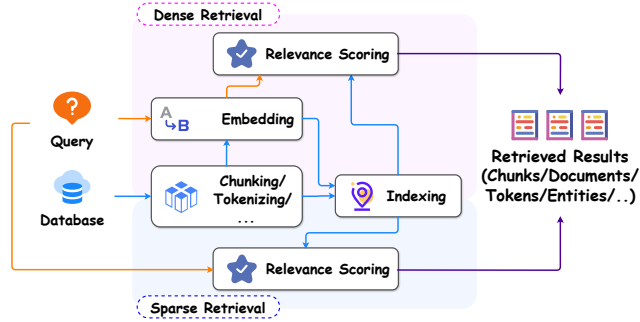 Dense Retrieval
Relevance Scoring
?
A
B
Embedding
Query
Chunking/
Tokenizing/
...
Database
Indexing
Retrieved Results
(Chunks/Documents/
Tokens/Entities/..)
Relevance Scoring
Sparse Retrieval